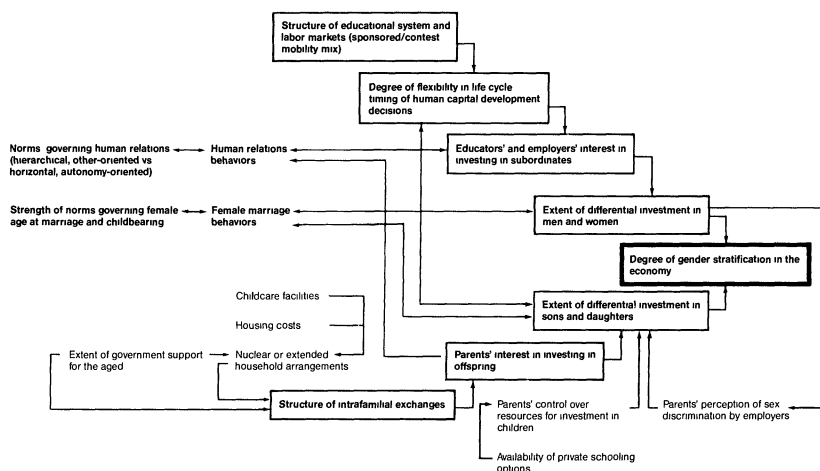 Structure of educational system and
labor markets (sponsored/contest
mobility mix)
Degree of flexibility in life cycle
timing of human capital development
decisions
Norms governing human relations
(hierarchical, other-oriented vs
horizontal, autonomy-oriented)
Human relations
behaviors
Educators' and employers' interest in
investing in subordinates
Strength of norms governing female
age at marriage and childbearing
Female marriage
behaviors
Extent of differential investment in
men and women
Degree of gender stratification in the
economy
Childcare facilities
Housing costs
Extent of differential investment in
sons and daughters
Extent of government support
for the aged
Nuclear or extended
household arrangements
Parents' interest in investing in
offspring
Structure of intrafamilial exchanges
Parents' control over
resources for investment in
children
Parents' perception of sex
discrimination by employers
Availability of private schooling
options